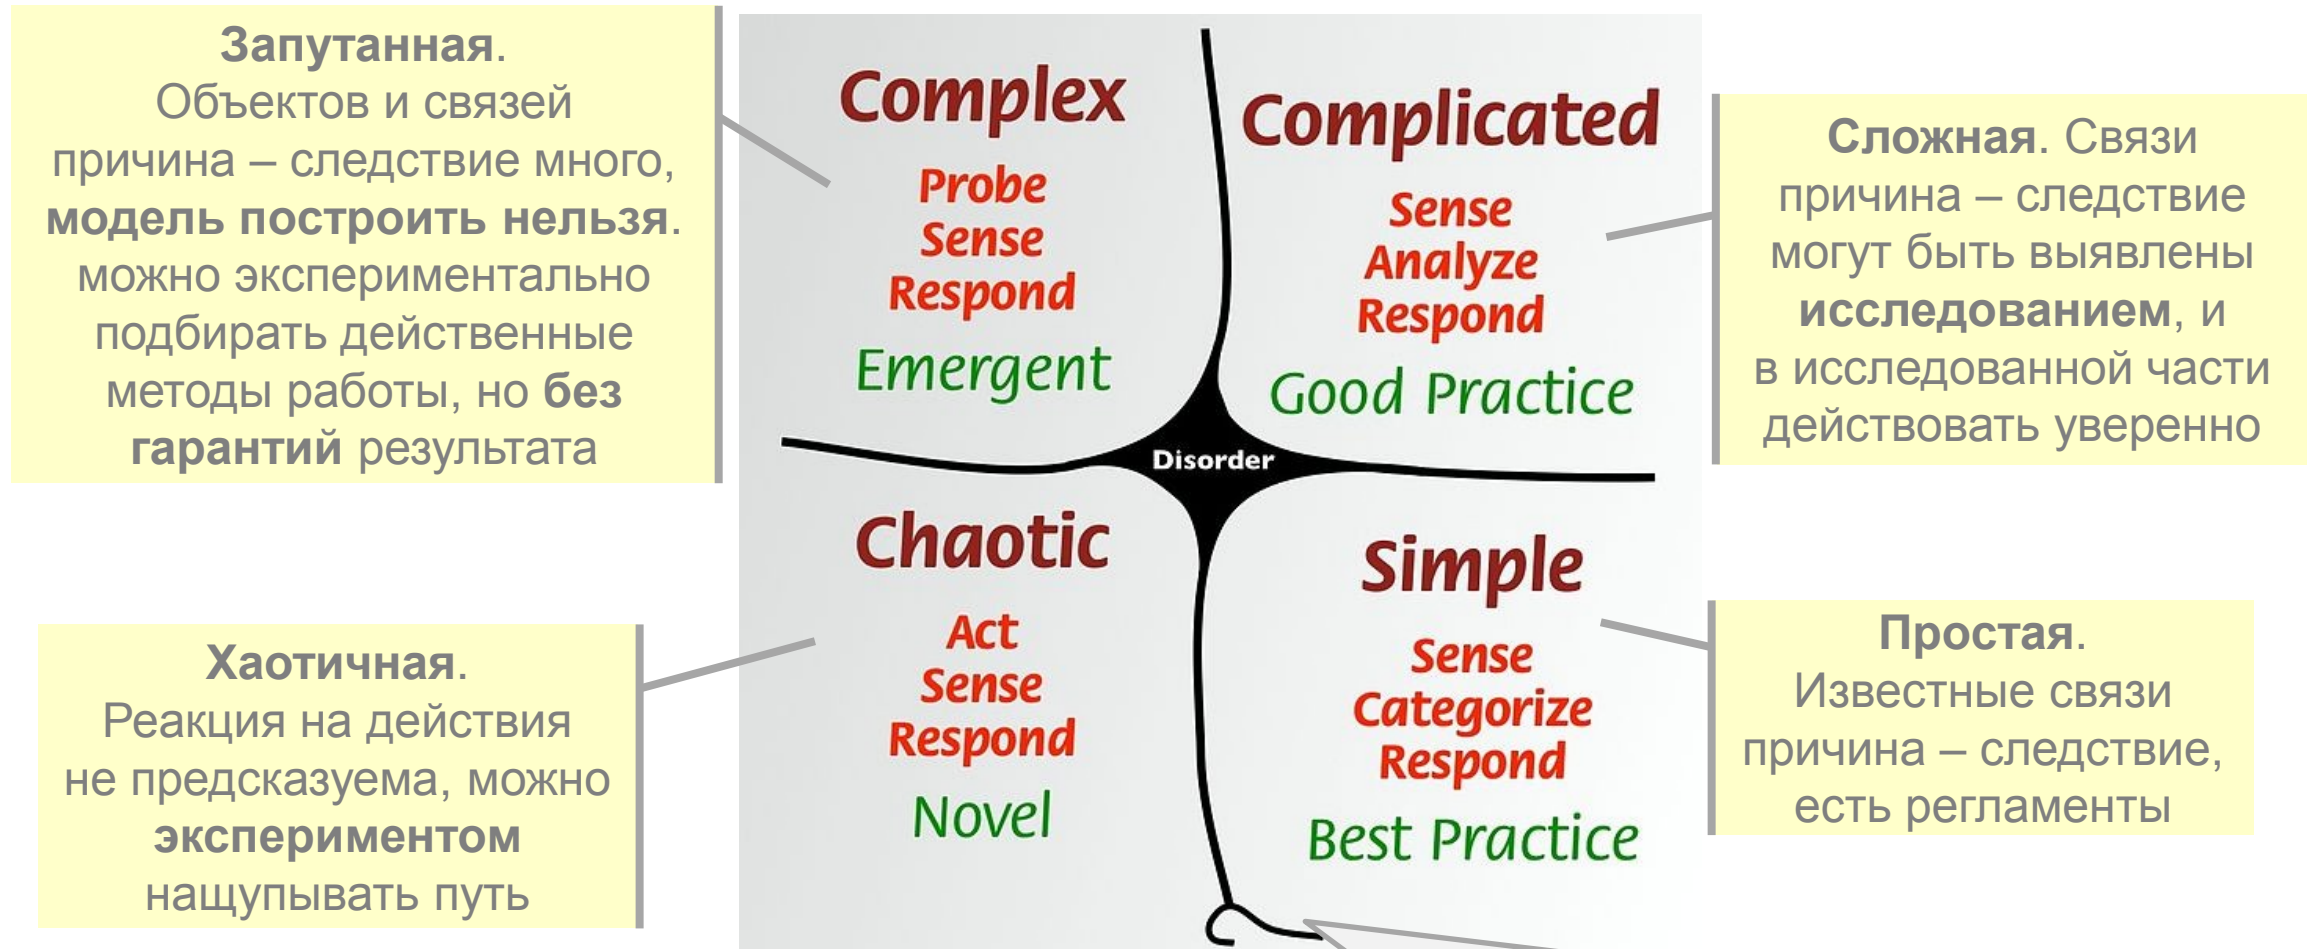 Запутанная.
Объектов и связей
причина – следствие много,
модель построить нельзя.
можно экспериментально
подбирать действенные
методы работы, но без
гарантий результата
Complex
Probe
Sense
Respond
Emergent
Complicated
Sense
Analyze
Respond
Good Practice
Сложная. Связи
причина – следствие
могут быть выявлены
исследованием, и
в исследованной части
действовать уверенно
Disorder
Хаотичная.
Реакция на действия
не предсказуема, можно
экспериментом
нащупывать путь
Chaotic
Act
Sense
Respond
Novel
Simple
Sense
Categorize
Respond
Best Practice
Простая.
Известные связи
причина – следствие,
есть регламенты